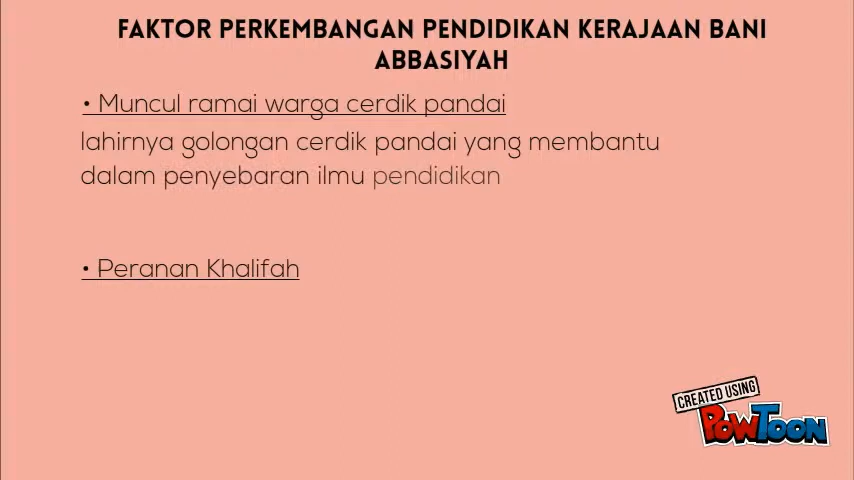 FAKTOR PERKEMBANGAN PENDIDIKAN KERAJAAN BANI
ABBASIYAH
• Muncul ramai warga cerdik pandai
lahirnya golongan cerdik pandai yang membantu
dalam penyebaran ilmu pendidikan
• Peranan Khalifah
CREATED USING
POWTOON